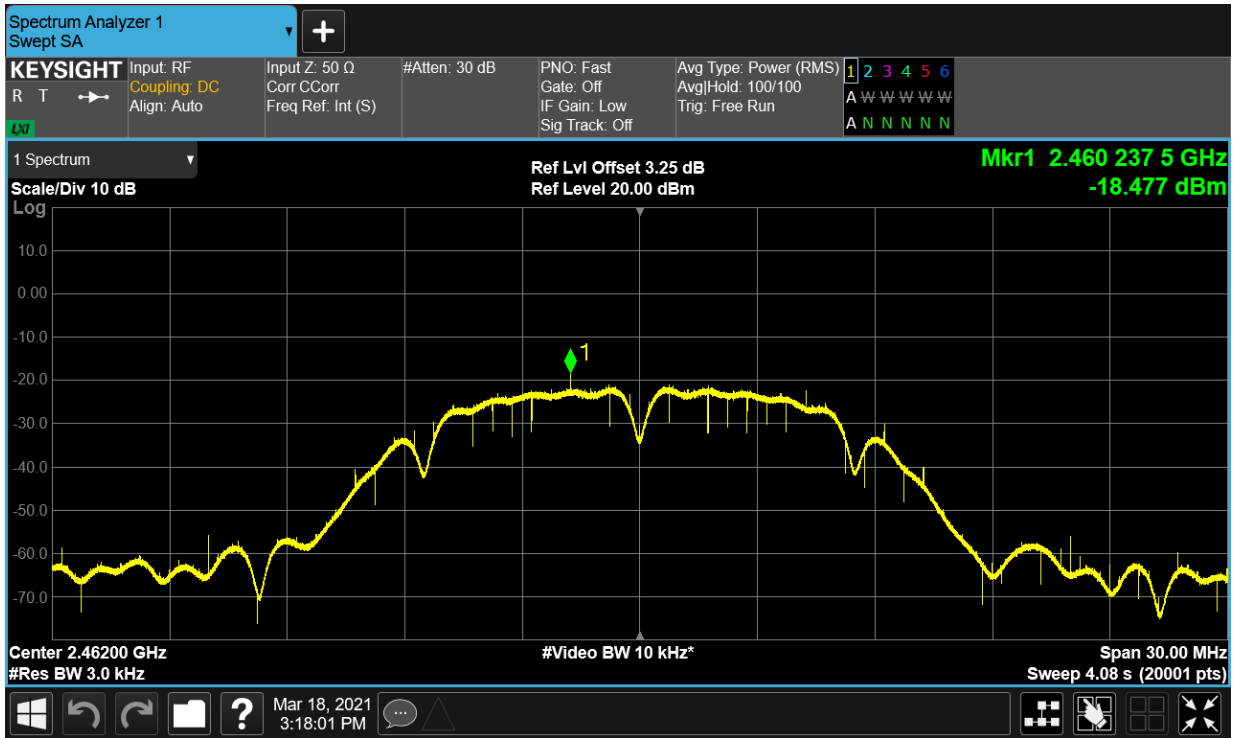 Spectrum Analyzer 1
Swept SA
+
KEYSIGHT
R T
LXI
Input: RF
Coupling: DC
Align: Auto
Input Z: 50 Ω
Corr CCorr
Freq Ref: Int (S)
#Atten: 30 dB
PNO: Fast
Gate: Off
IF Gain: Low
Sig Track: Off
Avg Type: Power (RMS)
Avg|Hold: 100/100
Trig: Free Run
1 2 3 4 5 6
A W W W W W
A N N N N N
1 Spectrum
Scale/Div 10 dB
Log
Ref Lvl Offset 3.25 dB
Ref Level 20.00 dBm
Mkr1 2.460 237 5 GHz
-18.477 dBm
10.0
0.00
-10.0
-20.0
-30.0
-40.0
-50.0
-60.0
-70.0
1
Center 2.46200 GHz
#Res BW 3.0 kHz
#Video BW 10 kHz*
Span 30.00 MHz
Sweep 4.08 s (20001 pts)
?
Mar 18, 2021
3:18:01 PM